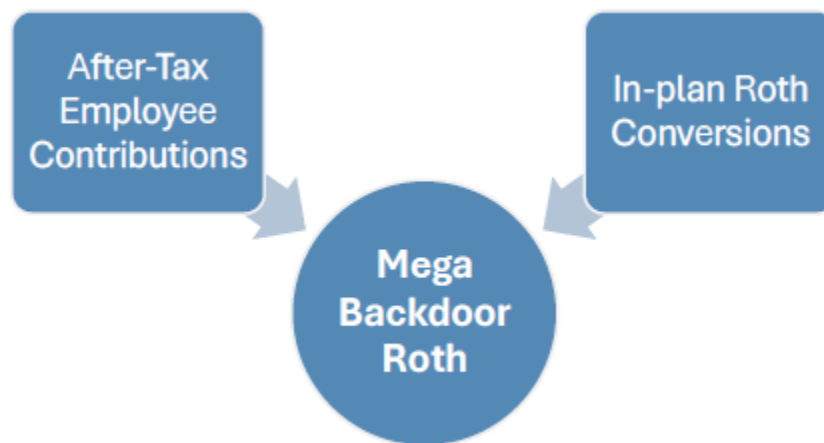 After-Tax
Employee
Contributions
In-plan Roth
Conversions
Mega
Backdoor
Roth